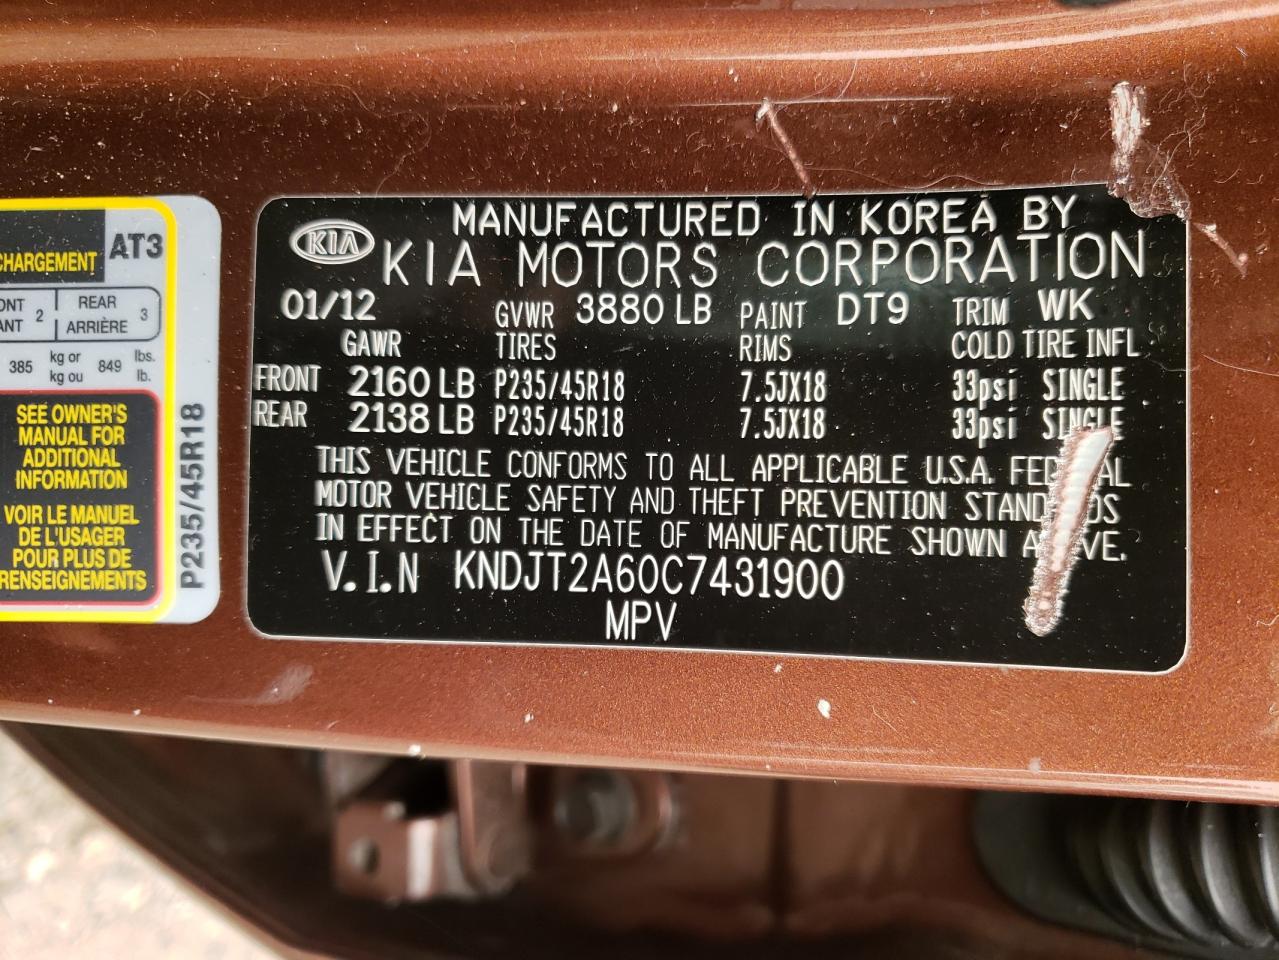 CHARGEMENT AT3
REAR
2 ARRIÈRE 3
385 kg or kg ou 849 lbs. lb.
SEE OWNER'S
MANUAL FOR
ADDITIONAL
INFORMATION
VOIR LE MANUEL
DE L'USAGER
POUR PLUS DE
RENSEIGNEMENTS
P235/45R18
KIA
MANUFACTURED IN KOREA BY
KIA MOTORS CORPORATION
01/12 GVWR 3880 LB PAINT DT9 TRIM WK
GAWR TIRES RIMS COLD TIRE INFL
FRONT 2160 LB P235/45R18 7.5JX18 33psi SINGLE
REAR 2138 LB P235/45R18 7.5JX18 33psi SINGLE
THIS VEHICLE CONFORMS TO ALL APPLICABLE U.S.A. FEDERAL
MOTOR VEHICLE SAFETY AND THEFT PREVENTION STANDARDS
IN EFFECT ON THE DATE OF MANUFACTURE SHOWN ABOVE.
V.I.N KNDJT2A60C7431900
MPV